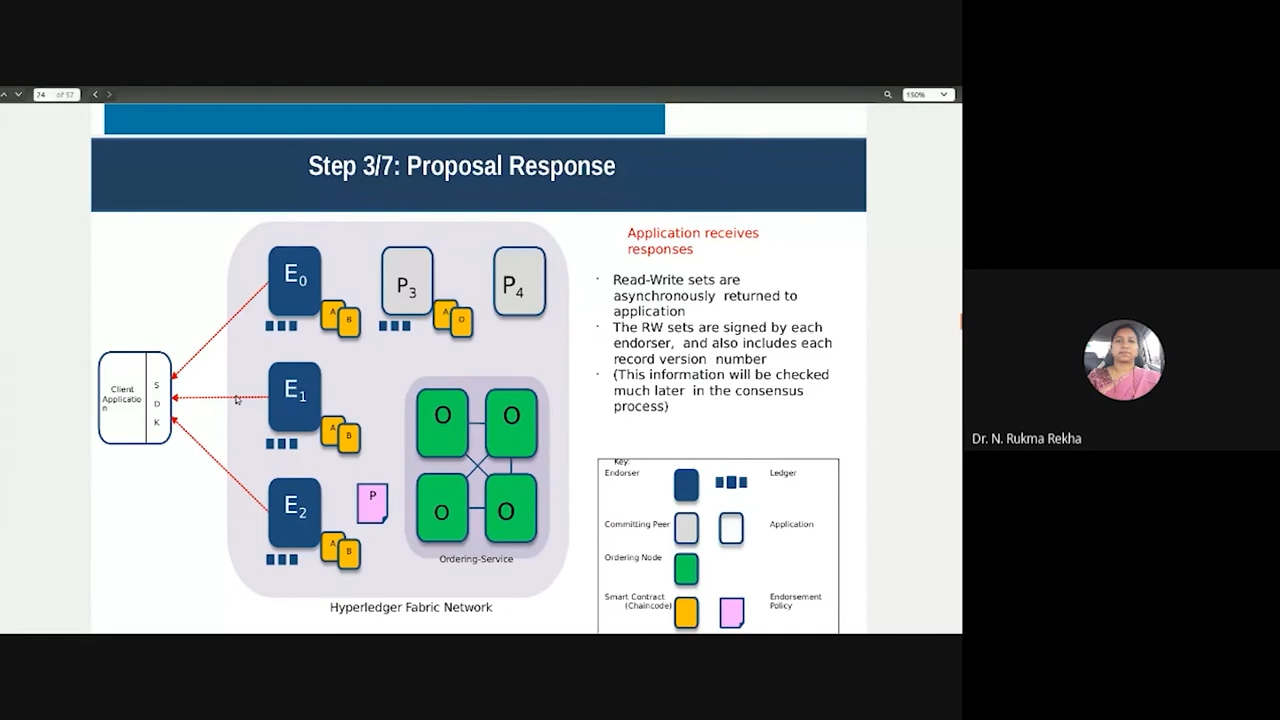 24 of 57
150%
Step 3/7: Proposal Response
Application receives
responses
· Read-Write sets are
asynchronously returned to
application
· The RW sets are signed by each
endorser, and also includes each
record version number
· (This information will be checked
much later in the consensus
process)
E0
A
B
P3
A
D
P4
Client
Applicatio
n
S
D
K
E1
A
B
E2
A
B
P
O
O
O
O
Ordering-Service
Hyperledger Fabric Network
Key:
Endorser
Ledger
Committing Peer
Application
Ordering Node
Smart Contract
(Chaincode)
Endorsement
Policy
Dr. N. Rukma Rekha